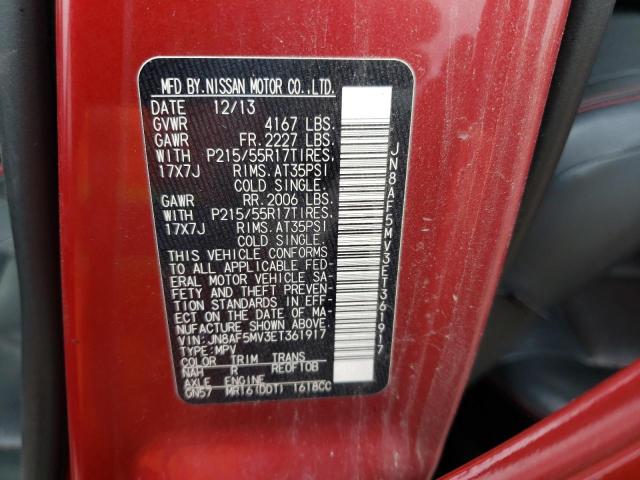 MFD BY.NISSAN MOTOR CO.,LTD.
DATE 12/13
GVWR 4167 LBS.
GAWR FR.2227 LBS.
WITH P215/55R17TIRES.
17X7J RIMS.AT35PSI
COLD SINGLE.
GAWR RR.2006 LBS.
WITH P215/55R17TIRES.
17X7J RIMS.AT35PSI
COLD SINGLE.
THIS VEHICLE CONFORMS
TO ALL APPLICABLE FED-
ERAL MOTOR VEHICLE SA-
FETY AND THEFT PREVEN-
TION STANDARDS IN EFF-
ECT ON THE DATE OF MA-
NUFACTURE SHOWN ABOVE.
VIN:JN8AF5MV3ET361917
TYPE:MPV
COLOR TRIM TRANS
NAH R REOF10B
AXLE ENGINE
GN57 MR16(DDT) 1618CC
JN8AF5MV3ET361917